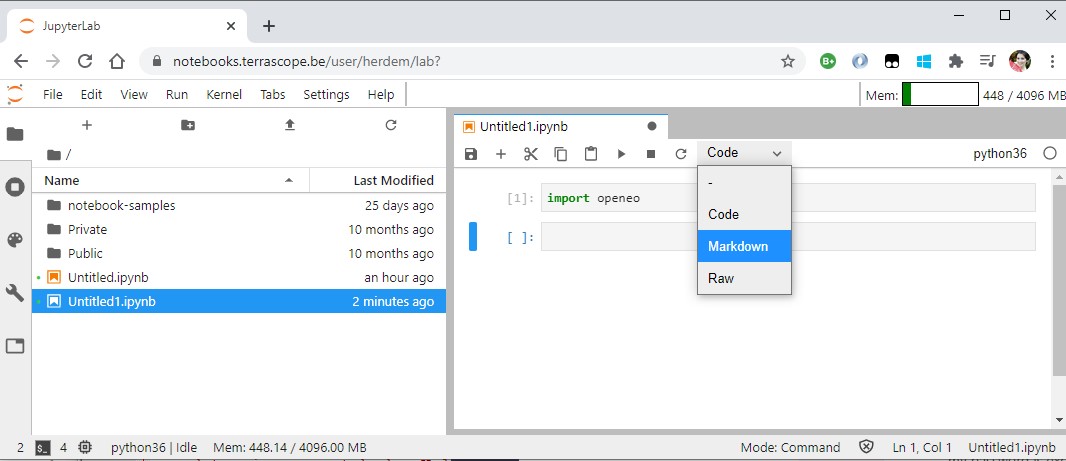 JupyterLab
notebooks.terrascope.be/user/herdem/lab?
File Edit View Run Kernel Tabs Settings Help
Mem: 448 / 4096 MB
Untitled1.ipynb
Code
python36
/
Name Last Modified
notebook-samples 25 days ago
Private 10 months ago
Public 10 months ago
Untitled.ipynb an hour ago
Untitled1.ipynb 2 minutes ago
[1]: import openeo
[ ]:
-
Code
Markdown
Raw
2 $_ 4 python36 | Idle Mem: 448.14 / 4096.00 MB Mode: Command Ln 1, Col 1 Untitled1.ipynb